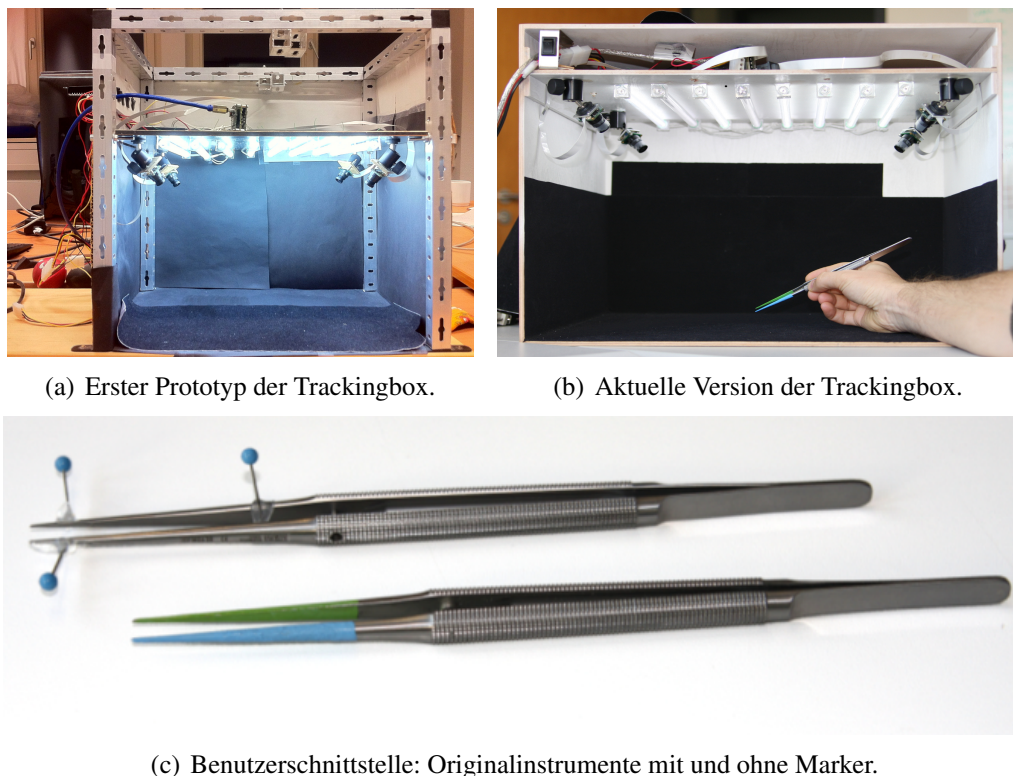 (a) Erster Prototyp der Trackingbox.
(b) Aktuelle Version der Trackingbox.
(c) Benutzerschnittstelle: Originalinstrumente mit und ohne Marker.